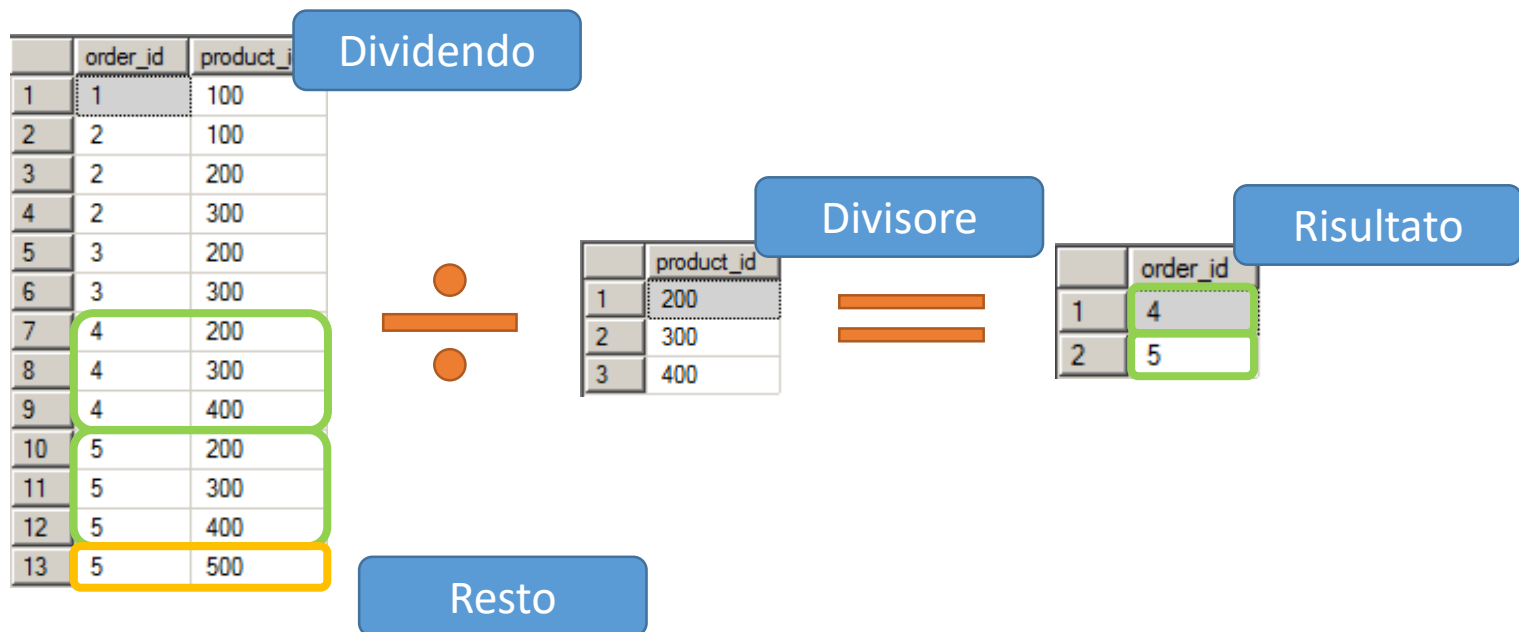 Dividendo
order_id product_i
1 1 100
2 2 100
3 2 200
4 2 300
5 3 200
6 3 300
7 4 200
8 4 300
9 4 400
10 5 200
11 5 300
12 5 400
13 5 500
Resto
Divisore
product_id
1 200
2 300
3 400
Risultato
order_id
1 4
2 5